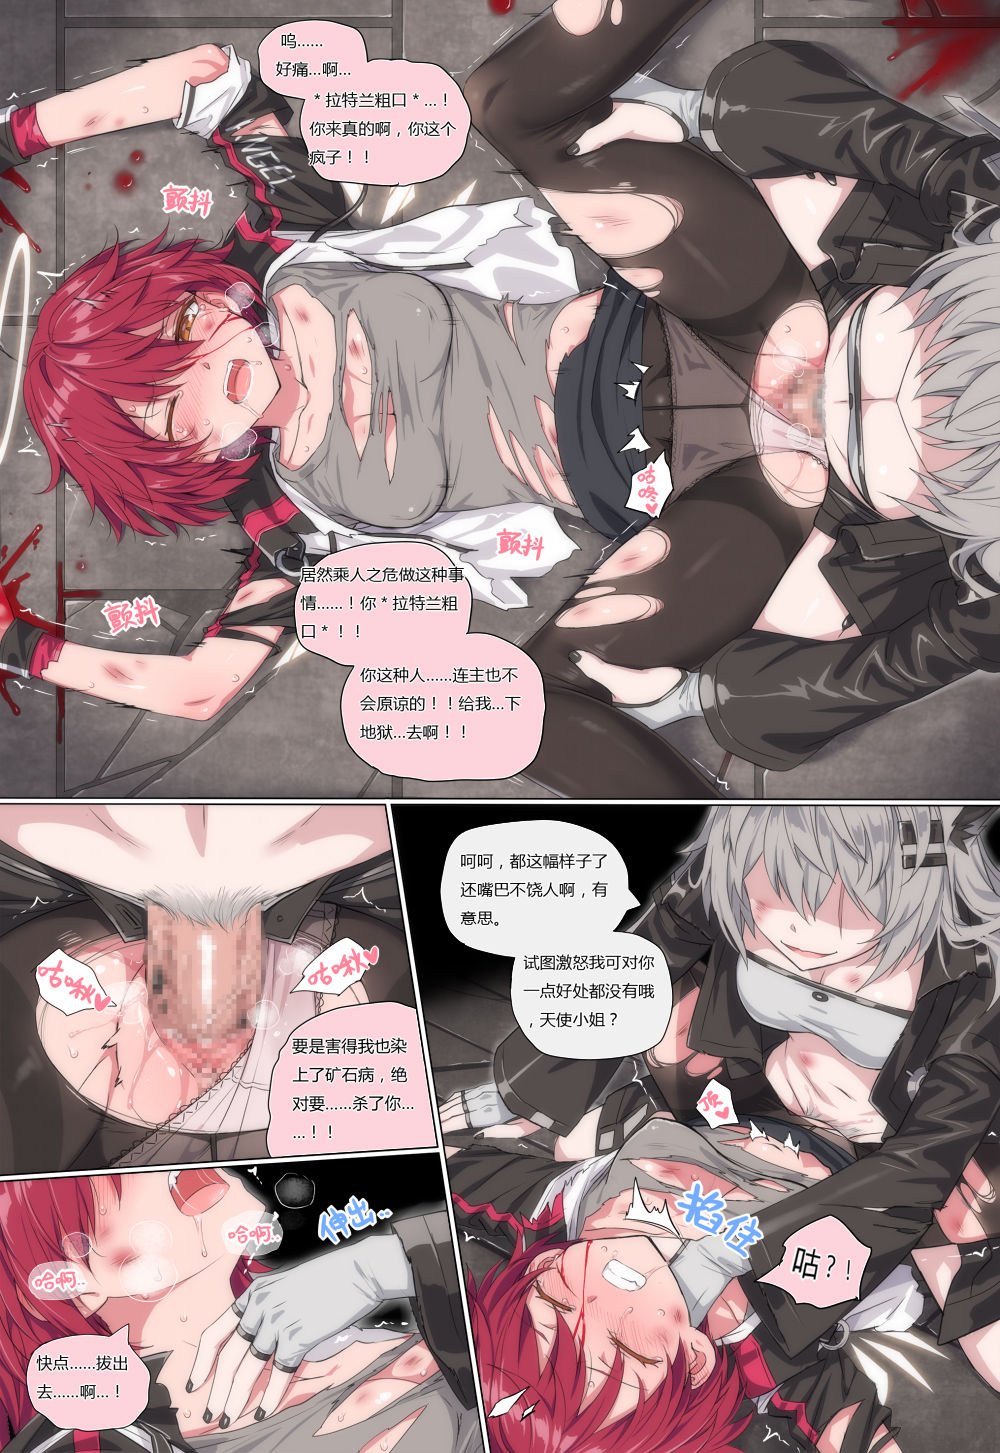 呜……
好痛…啊…
＊拉特兰粗口＊…！
你来真的啊，你这个
疯子！！
ANGEL
颤抖
咕咚♥
颤抖
颤抖
居然乘人之危做这种事
情……！你＊拉特兰粗
口＊！！
你这种人……连主也不
会原谅的！！给我…下
地狱…去啊！！
咕啾♥
咕啾♥
要是害得我也染
上了矿石病，绝
对要……杀了你…
…！！
呵呵，都这幅样子了
还嘴巴不饶人啊，有
意思。
试图激怒我可对你
一点好处都没有哦
，天使小姐？
顶♥
哈啊..
哈啊..
伸出..
快点……拔出
去……啊…！
掐住
咕？！